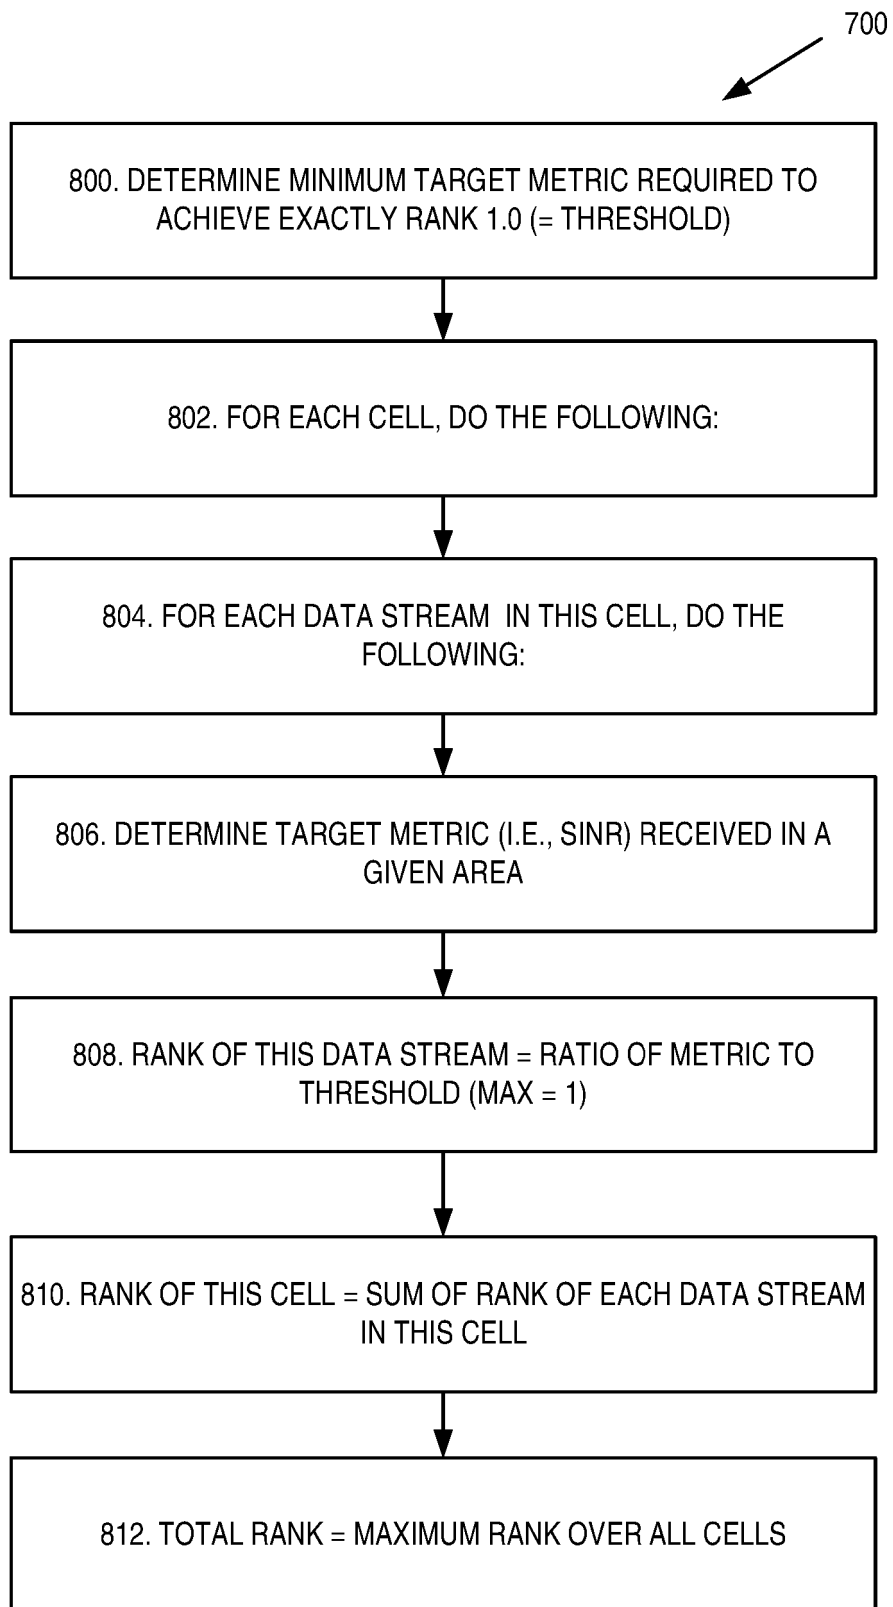 700
800. DETERMINE MINIMUM TARGET METRIC REQUIRED TO
ACHIEVE EXACTLY RANK 1.0 (= THRESHOLD)
802. FOR EACH CELL, DO THE FOLLOWING:
804. FOR EACH DATA STREAM IN THIS CELL, DO THE
FOLLOWING:
806. DETERMINE TARGET METRIC (I.E., SINR) RECEIVED IN A
GIVEN AREA
808. RANK OF THIS DATA STREAM = RATIO OF METRIC TO
THRESHOLD (MAX = 1)
810. RANK OF THIS CELL = SUM OF RANK OF EACH DATA STREAM
IN THIS CELL
812. TOTAL RANK = MAXIMUM RANK OVER ALL CELLS